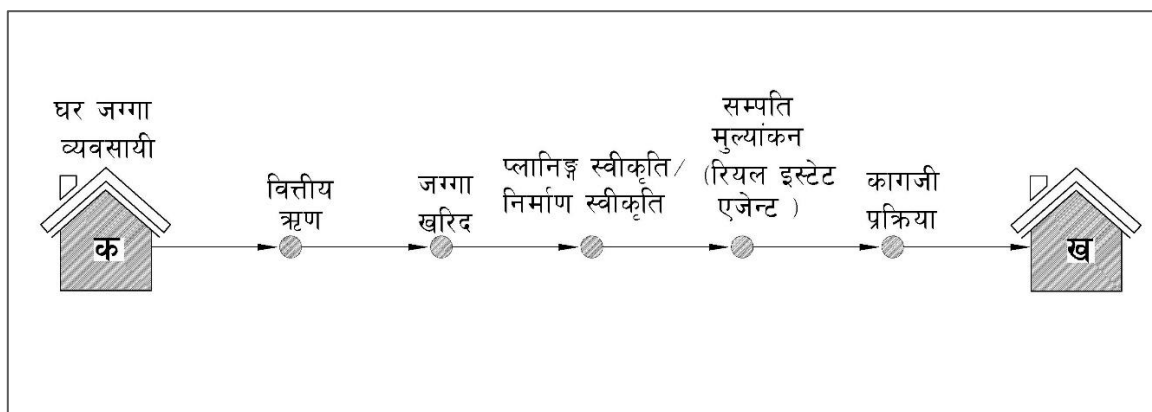 घर जग्गा
व्यवसायी
क
वित्तीय
ऋण
जग्गा
खरिद
प्लानिङ्ग स्वीकृति/
निर्माण स्वीकृति
सम्पति
मुल्यांकन
(रियल इस्टेट
एजेन्ट )
कागजी
प्रक्रिया
ख